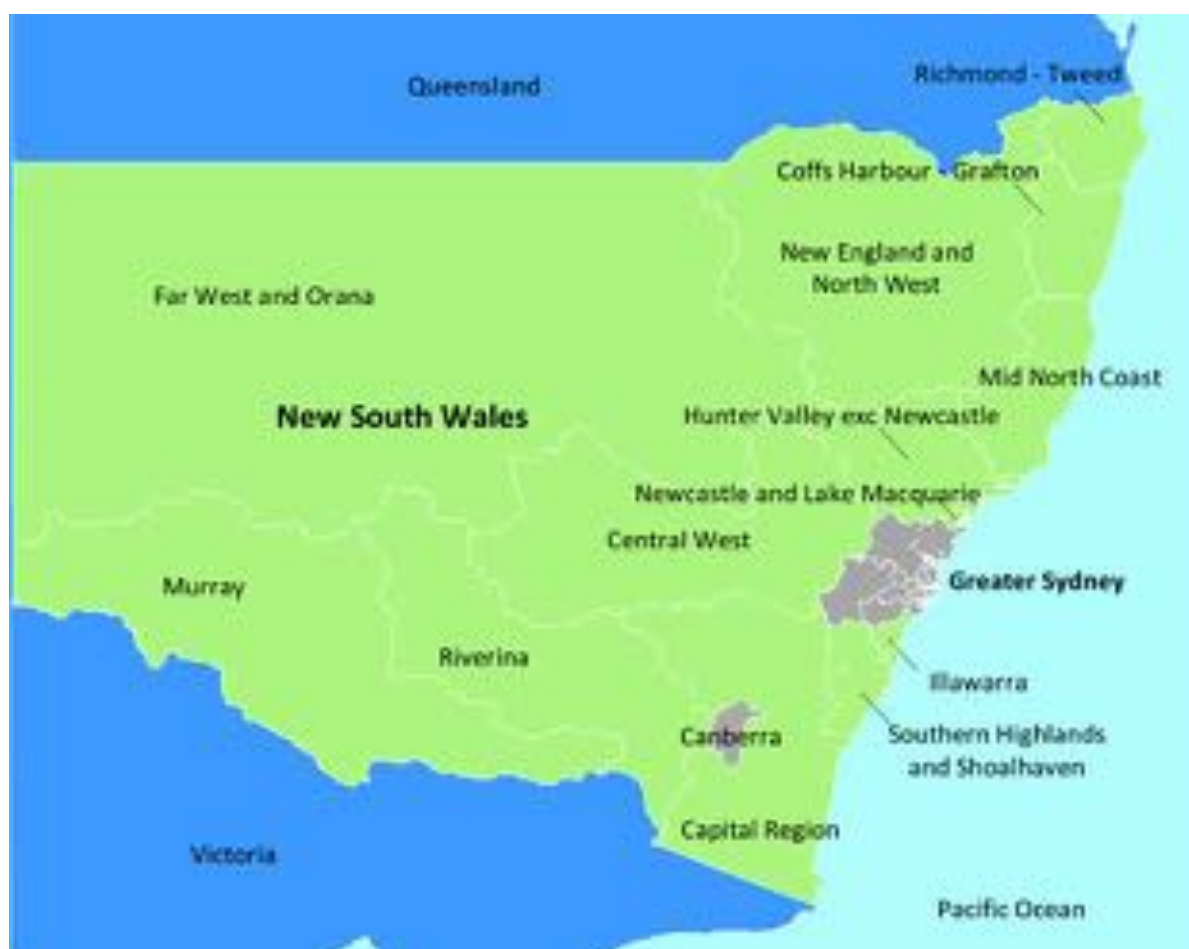 Queensland
Richmond - Tweed
Coffs Harbour - Grafton
New England and
North West
Far West and Orana
Mid North Coast
New South Wales
Hunter Valley exc Newcastle
Newcastle and Lake Macquarie
Central West
Greater Sydney
Murray
Riverina
Illawarra
Canberra
Southern Highlands
and Shoalhaven
Capital Region
Victoria
Pacific Ocean